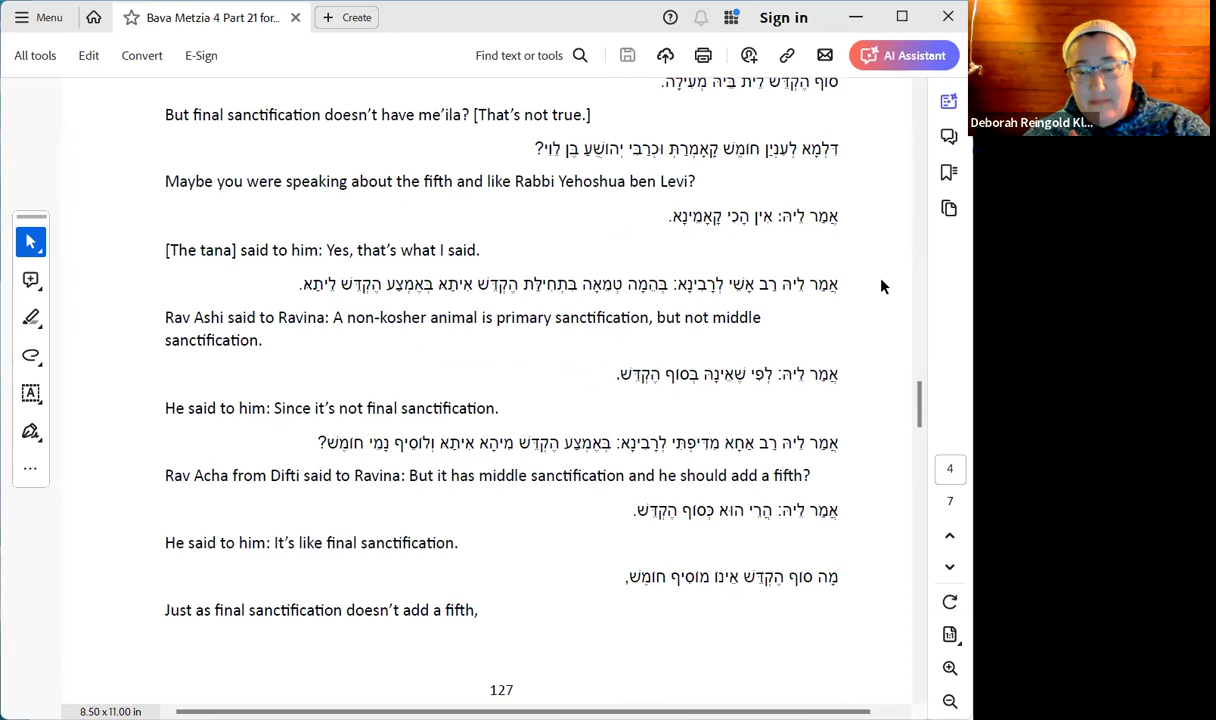 Menu
Bava Metzia 4 Part 21 for...
Create
Sign in
All tools
Edit
Convert
E-Sign
Find text or tools
AI Assistant
סוֹף הֶקְדֵּשׁ לֵית בֵּיהּ מְעִילָה.
But final sanctification doesn't have me'ila? [That's not true.]
דִּלְמָא לְעִנְיַן חוֹמֶשׁ קָאָמְרַתְּ וּכְרַבִּי יְהוֹשֻׁעַ בֶּן לֵוִי?
Maybe you were speaking about the fifth and like Rabbi Yehoshua ben Levi?
אֲמַר לֵיהּ: אִין הָכִי קָאָמֵינָא.
[The tana] said to him: Yes, that's what I said.
אֲמַר לֵיהּ רַב אָשֵׁי לְרָבִינָא: בְּהֵמָה טְמֵאָה בִּתְחִילַּת הֶקְדֵּשׁ אִיתַא בְּאֶמְצַע הֶקְדֵּשׁ לֵיתַא.
Rav Ashi said to Ravina: A non-kosher animal is primary sanctification, but not middle
sanctification.
אֲמַר לֵיהּ: לְפִי שֶׁאֵינָהּ בְּסוֹף הֶקְדֵּשׁ.
He said to him: Since it's not final sanctification.
אֲמַר לֵיהּ רַב אַחָא מִדִּיפְתִּי לְרָבִינָא: בְּאֶמְצַע הֶקְדֵּשׁ מִיהָא אִיתַא וְלוֹסֵיף נָמֵי חוֹמֶשׁ?
Rav Acha from Difti said to Ravina: But it has middle sanctification and he should add a fifth?
אֲמַר לֵיהּ: הֲרֵי הוּא כְּסוֹף הֶקְדֵּשׁ.
He said to him: It's like final sanctification.
מָה סוֹף הֶקְדֵּשׁ אֵינוֹ מוֹסִיף חוֹמֶשׁ,
Just as final sanctification doesn't add a fifth,
127
8.50 x 11.00 in
4
7
1:1
Deborah Reingold Kl...